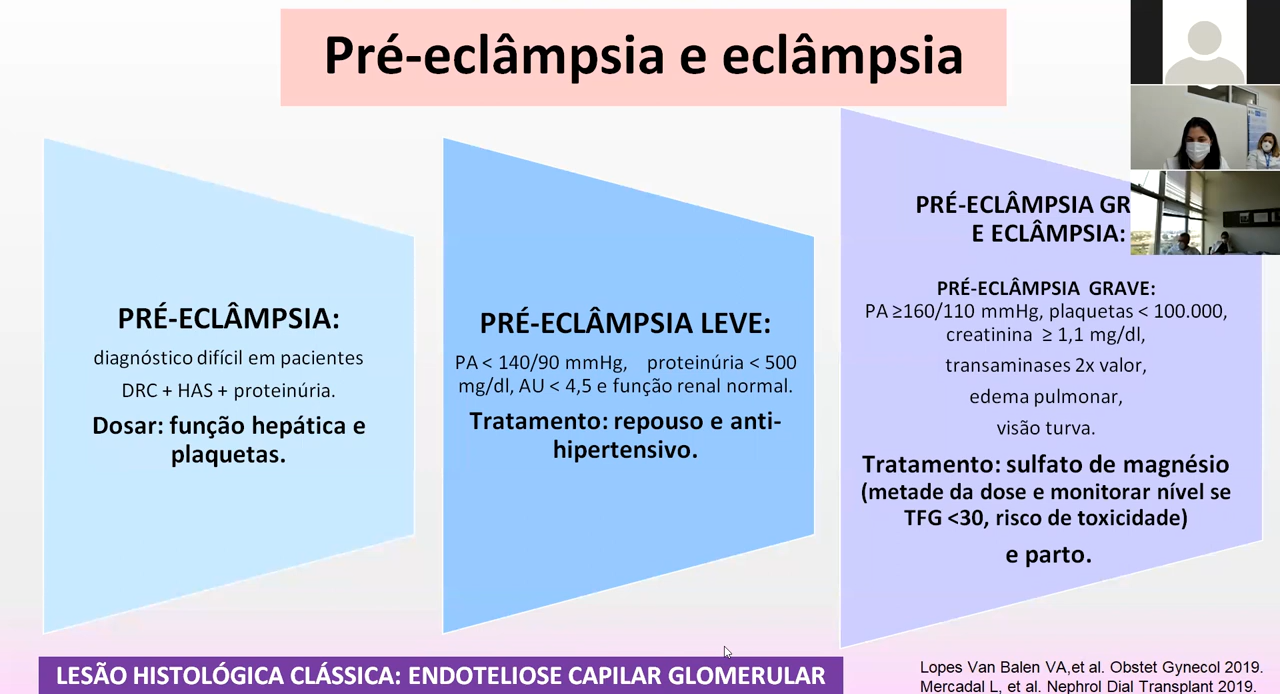 Pré-eclâmpsia e eclâmpsia
PRÉ-ECLÂMPSIA:
diagnóstico difícil em pacientes
DRC + HAS + proteinúria.
Dosar: função hepática e
plaquetas.
PRÉ-ECLÂMPSIA LEVE:
PA < 140/90 mmHg, proteinúria < 500
mg/dl, AU < 4,5 e função renal normal.
Tratamento: repouso e anti-
hipertensivo.
PRÉ-ECLÂMPSIA GR
E ECLÂMPSIA:
PRÉ-ECLÂMPSIA GRAVE:
PA ≥160/110 mmHg, plaquetas < 100.000,
creatinina ≥ 1,1 mg/dl,
transaminases 2x valor,
edema pulmonar,
visão turva.
Tratamento: sulfato de magnésio
(metade da dose e monitorar nível se
TFG <30, risco de toxicidade)
e parto.
LESÃO HISTOLÓGICA CLÁSSICA: ENDOTELIOSE CAPILAR GLOMERULAR
Lopes Van Balen VA,et al. Obstet Gynecol 2019.
Mercadal L, et al. Nephrol Dial Transplant 2019.